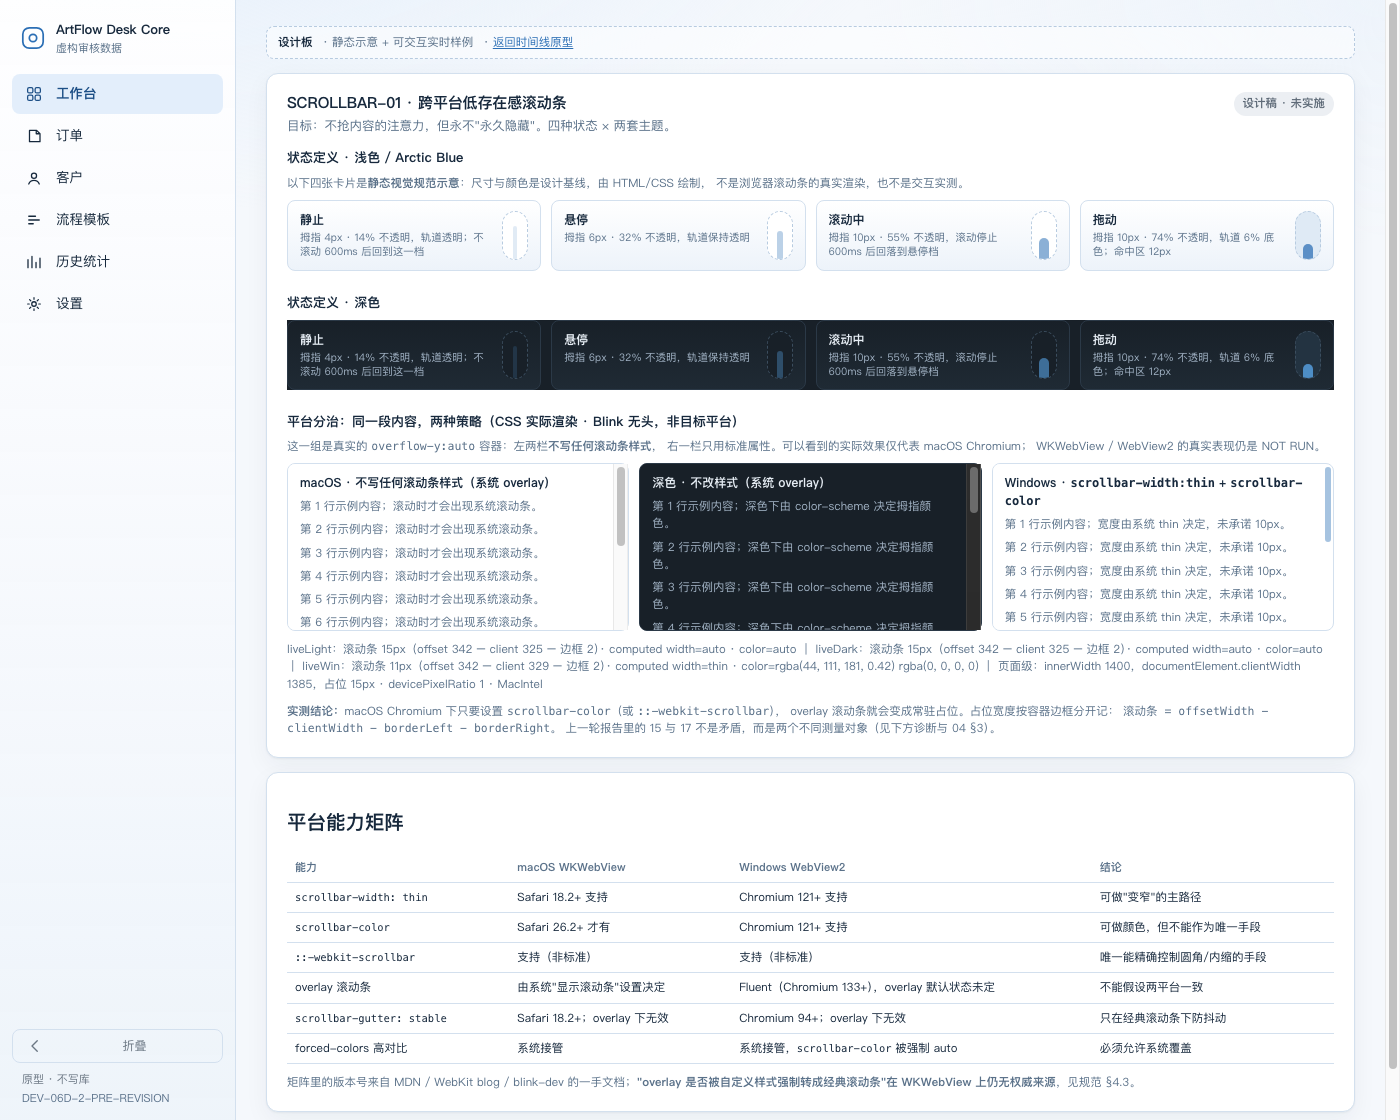 ArtFlow Desk Core
虚构审核数据
工作台
订单
客户
流程模板
历史统计
设置
折叠
原型 · 不写库
DEV-06D-2-PRE-REVISION
设计板 · 静态示意 + 可交互实时样例 · 返回时间线原型
SCROLLBAR-01 · 跨平台低存在感滚动条
设计稿 · 未实施
目标：不抢内容的注意力，但永不"永久隐藏"。四种状态 × 两套主题。
状态定义 · 浅色 / Arctic Blue
以下四张卡片是静态视觉规范示意：尺寸与颜色是设计基线，由 HTML/CSS 绘制， 不是浏览器滚动条的真实渲染，也不是交互实测。
静止
拇指 4px · 14% 不透明，轨道透明；不
滚动 600ms 后回到这一档
悬停
拇指 6px · 32% 不透明，轨道保持透明
滚动中
拇指 10px · 55% 不透明，滚动停止
600ms 后回落到悬停档
拖动
拇指 10px · 74% 不透明，轨道 6% 底
色；命中区 12px
状态定义 · 深色
静止
拇指 4px · 14% 不透明，轨道透明；不
滚动 600ms 后回到这一档
悬停
拇指 6px · 32% 不透明，轨道保持透明
滚动中
拇指 10px · 55% 不透明，滚动停止
600ms 后回落到悬停档
拖动
拇指 10px · 74% 不透明，轨道 6% 底
色；命中区 12px
平台分治：同一段内容，两种策略（CSS 实际渲染 · Blink 无头，非目标平台）
这一组是真实的 overflow-y:auto 容器：左两栏不写任何滚动条样式， 右一栏只用标准属性。可以看到的实际效果仅代表 macOS Chromium； WKWebView / WebView2 的真实表现仍是 NOT RUN。
macOS · 不写任何滚动条样式（系统 overlay）
第 1 行示例内容；滚动时才会出现系统滚动条。
第 2 行示例内容；滚动时才会出现系统滚动条。
第 3 行示例内容；滚动时才会出现系统滚动条。
第 4 行示例内容；滚动时才会出现系统滚动条。
第 5 行示例内容；滚动时才会出现系统滚动条。
第 6 行示例内容；滚动时才会出现系统滚动条。
深色 · 不改样式（系统 overlay）
第 1 行示例内容；深色下由 color-scheme 决定拇指颜
色。
第 2 行示例内容；深色下由 color-scheme 决定拇指颜
色。
第 3 行示例内容；深色下由 color-scheme 决定拇指颜
色。
第 4 行示例内容；深色下由 color-scheme 决定拇指颜
Windows · scrollbar-width:thin + scrollbar-
color
第 1 行示例内容；宽度由系统 thin 决定，未承诺 10px。
第 2 行示例内容；宽度由系统 thin 决定，未承诺 10px。
第 3 行示例内容；宽度由系统 thin 决定，未承诺 10px。
第 4 行示例内容；宽度由系统 thin 决定，未承诺 10px。
第 5 行示例内容；宽度由系统 thin 决定，未承诺 10px。
liveLight：滚动条 15px（offset 342 − client 325 − 边框 2）· computed width=auto · color=auto ｜ liveDark：滚动条 15px（offset 342 − client 325 − 边框 2）· computed width=auto · color=auto
｜ liveWin：滚动条 11px（offset 342 − client 329 − 边框 2）· computed width=thin · color=rgba(44, 111, 181, 0.42) rgba(0, 0, 0, 0) ｜ 页面级：innerWidth 1400，documentElement.clientWidth
1385，占位 15px · devicePixelRatio 1 · MacIntel
实测结论：macOS Chromium 下只要设置 scrollbar-color（或 ::-webkit-scrollbar）， overlay 滚动条就会变成常驻占位。占位宽度按容器边框分开记： 滚动条 = offsetWidth −
clientWidth − borderLeft − borderRight。 上一轮报告里的 15 与 17 不是矛盾，而是两个不同测量对象（见下方诊断与 04 §3）。
平台能力矩阵
能力 macOS WKWebView Windows WebView2 结论
scrollbar-width: thin Safari 18.2+ 支持 Chromium 121+ 支持 可做"变窄"的主路径
scrollbar-color Safari 26.2+ 才有 Chromium 121+ 支持 可做颜色，但不能作为唯一手段
::-webkit-scrollbar 支持（非标准） 支持（非标准） 唯一能精确控制圆角/内缩的手段
overlay 滚动条 由系统"显示滚动条"设置决定 Fluent（Chromium 133+），overlay 默认状态未定 不能假设两平台一致
scrollbar-gutter: stable Safari 18.2+；overlay 下无效 Chromium 94+；overlay 下无效 只在经典滚动条下防抖动
forced-colors 高对比 系统接管 系统接管，scrollbar-color 被强制 auto 必须允许系统覆盖
矩阵里的版本号来自 MDN / WebKit blog / blink-dev 的一手文档；"overlay 是否被自定义样式强制转成经典滚动条"在 WKWebView 上仍无权威来源，见规范 §4.3。